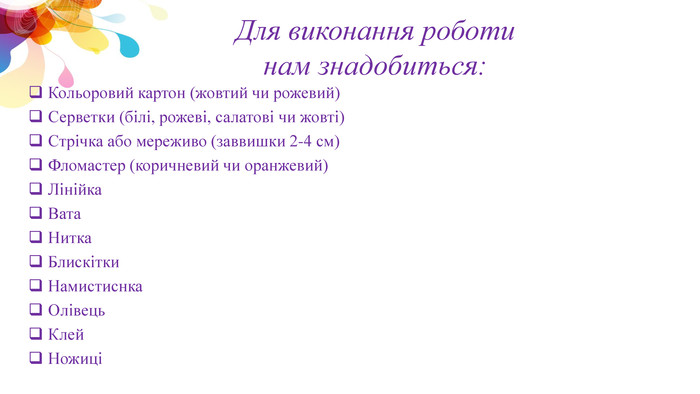 Для виконання роботи
нам знадобиться:
❑ Кольоровий картон (жовтий чи рожевий)
❑ Серветки (білі, рожеві, салатові чи жовті)
❑ Стрічка або мереживо (заввишки 2-4 см)
❑ Фломастер (коричневий чи оранжевий)
❑ Лінійка
❑ Вата
❑ Нитка
❑ Блискітки
❑ Намистиснка
❑ Олівець
❑ Клей
❑ Ножиці